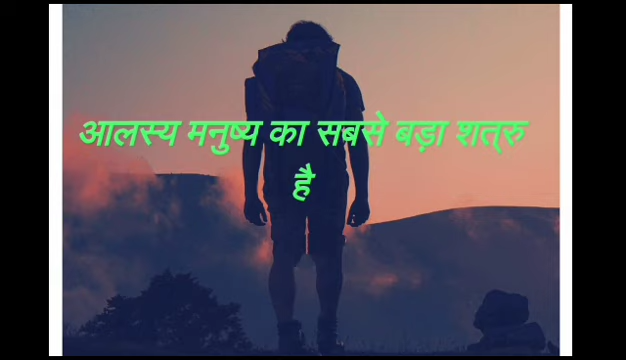 आलस्य मनुष्य का सबसे बड़ा शत्रु
है